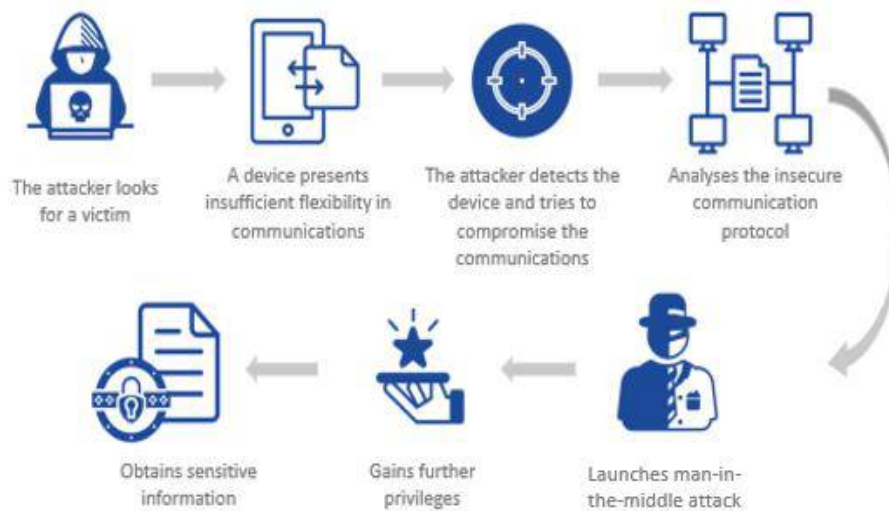 The attacker looks
for a victim
A device presents
insufficient flexibility in
communications
The attacker detects the
device and tries to
compromise the
communications
Analyses the insecure
communication
protocol
Launches man-in-
the-middle attack
Gains further
privileges
Obtains sensitive
information